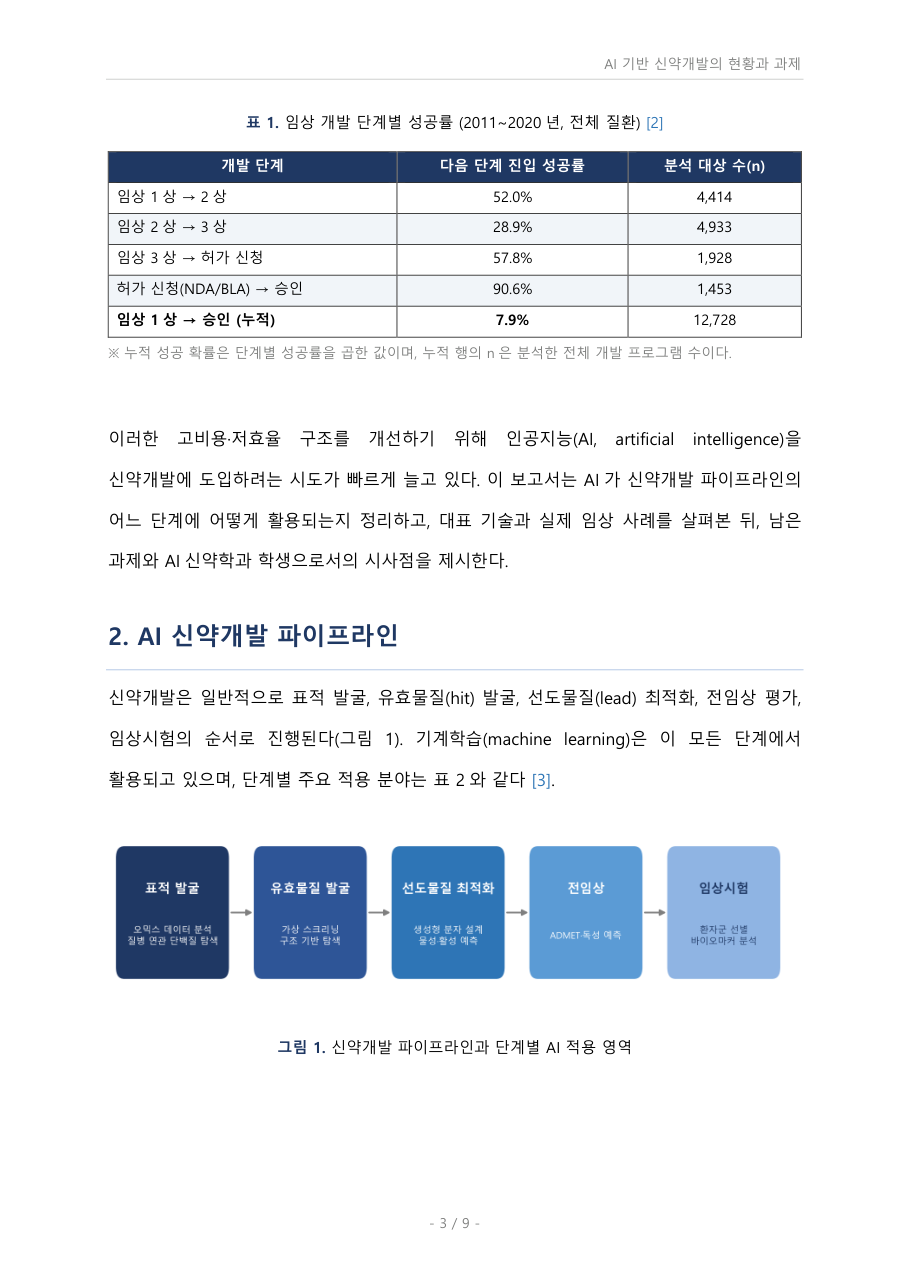 AI 기반 신약개발의 현황과 과제
표 1. 임상 개발 단계별 성공률 (2011~2020 년, 전체 질환) [2]
개발 단계 다음 단계 진입 성공률 분석 대상 수(n)
임상 1 상 → 2 상 52.0% 4,414
임상 2 상 → 3 상 28.9% 4,933
임상 3 상 → 허가 신청 57.8% 1,928
허가 신청(NDA/BLA) → 승인 90.6% 1,453
임상 1 상 → 승인 (누적) 7.9% 12,728
※ 누적 성공 확률은 단계별 성공률을 곱한 값이며, 누적 행의 n 은 분석한 전체 개발 프로그램 수이다.
이러한 고비용·저효율 구조를 개선하기 위해 인공지능(AI, artificial intelligence)을
신약개발에 도입하려는 시도가 빠르게 늘고 있다. 이 보고서는 AI 가 신약개발 파이프라인의
어느 단계에 어떻게 활용되는지 정리하고, 대표 기술과 실제 임상 사례를 살펴본 뒤, 남은
과제와 AI 신약학과 학생으로서의 시사점을 제시한다.
2. AI 신약개발 파이프라인
신약개발은 일반적으로 표적 발굴, 유효물질(hit) 발굴, 선도물질(lead) 최적화, 전임상 평가,
임상시험의 순서로 진행된다(그림 1). 기계학습(machine learning)은 이 모든 단계에서
활용되고 있으며, 단계별 주요 적용 분야는 표 2 와 같다 [3].
표적 발굴
오믹스 데이터 분석
질병 연관 단백질 탐색
유효물질 발굴
가상 스크리닝
구조 기반 탐색
선도물질 최적화
생성형 분자 설계
물성·활성 예측
전임상
ADMET·독성 예측
임상시험
환자군 선별
바이오마커 분석
그림 1. 신약개발 파이프라인과 단계별 AI 적용 영역
- 3 / 9 -